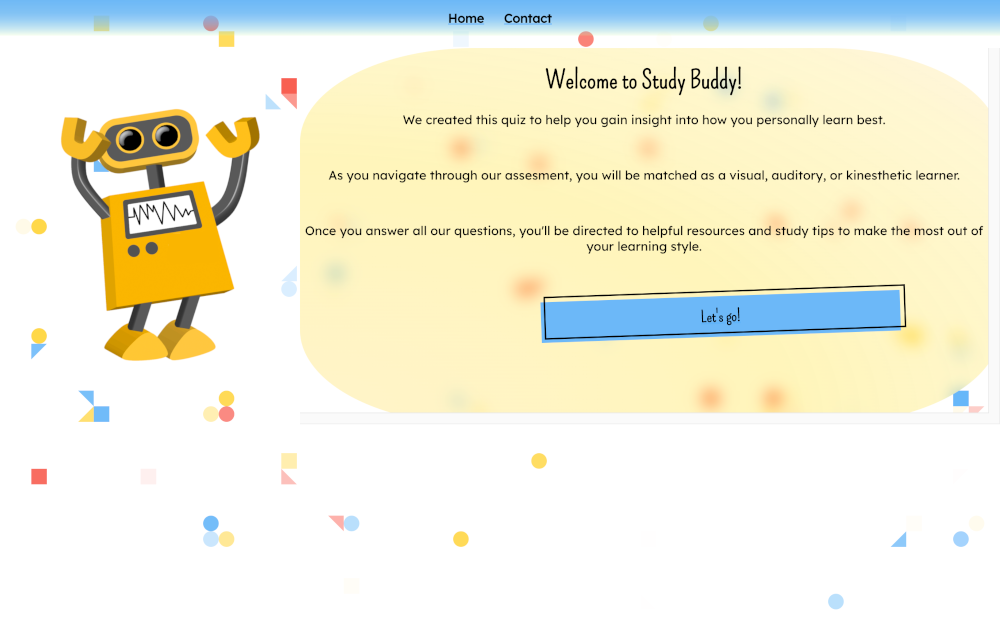 Home Contact
Welcome to Study Buddy!
We created this quiz to help you gain insight into how you personally learn best.
As you navigate through our assesment, you will be matched as a visual, auditory, or kinesthetic learner.
Once you answer all our questions, you'll be directed to helpful resources and study tips to make the most out of
your learning style.
Let's go!